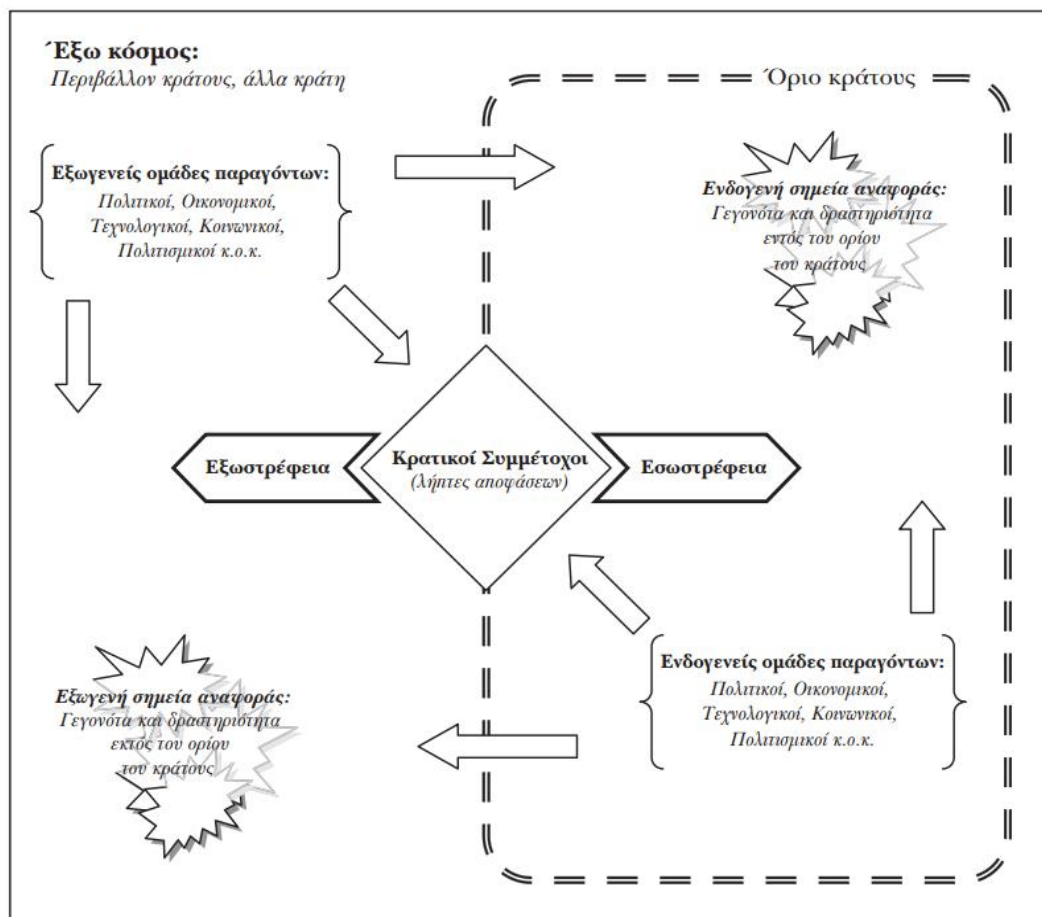 Έξω κόσμος:
Περιβάλλον κράτους, άλλα κράτη
Όριο κράτους
Εξωγενείς ομάδες παραγόντων:
Πολιτικοί, Οικονομικοί,
Τεχνολογικοί, Κοινωνικοί,
Πολιτισμικοί κ.ο.κ.
Ενδογενή σημεία αναφοράς:
Γεγονότα και δραστηριότητα
εντός του ορίου
του κράτους
Εξωστρέφεια
Κρατικοί Συμμέτοχοι
(λήπτες αποφάσεων)
Εσωστρέφεια
Ενδογενείς ομάδες παραγόντων:
Πολιτικοί, Οικονομικοί,
Τεχνολογικοί, Κοινωνικοί,
Πολιτισμικοί κ.ο.κ.
Εξωγενή σημεία αναφοράς:
Γεγονότα και δραστηριότητα
εκτός του ορίου
του κράτους